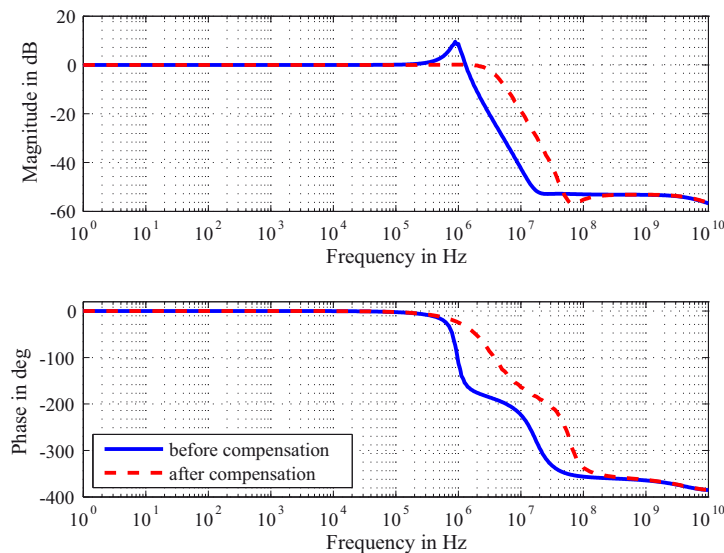 20
0
-20
-40
-60
Magnitude in dB
10^0 10^1 10^2 10^3 10^4 10^5 10^6 10^7 10^8 10^9 10^10
Frequency in Hz
0
-100
-200
-300
-400
Phase in deg
before compensation
after compensation
10^0 10^1 10^2 10^3 10^4 10^5 10^6 10^7 10^8 10^9 10^10
Frequency in Hz